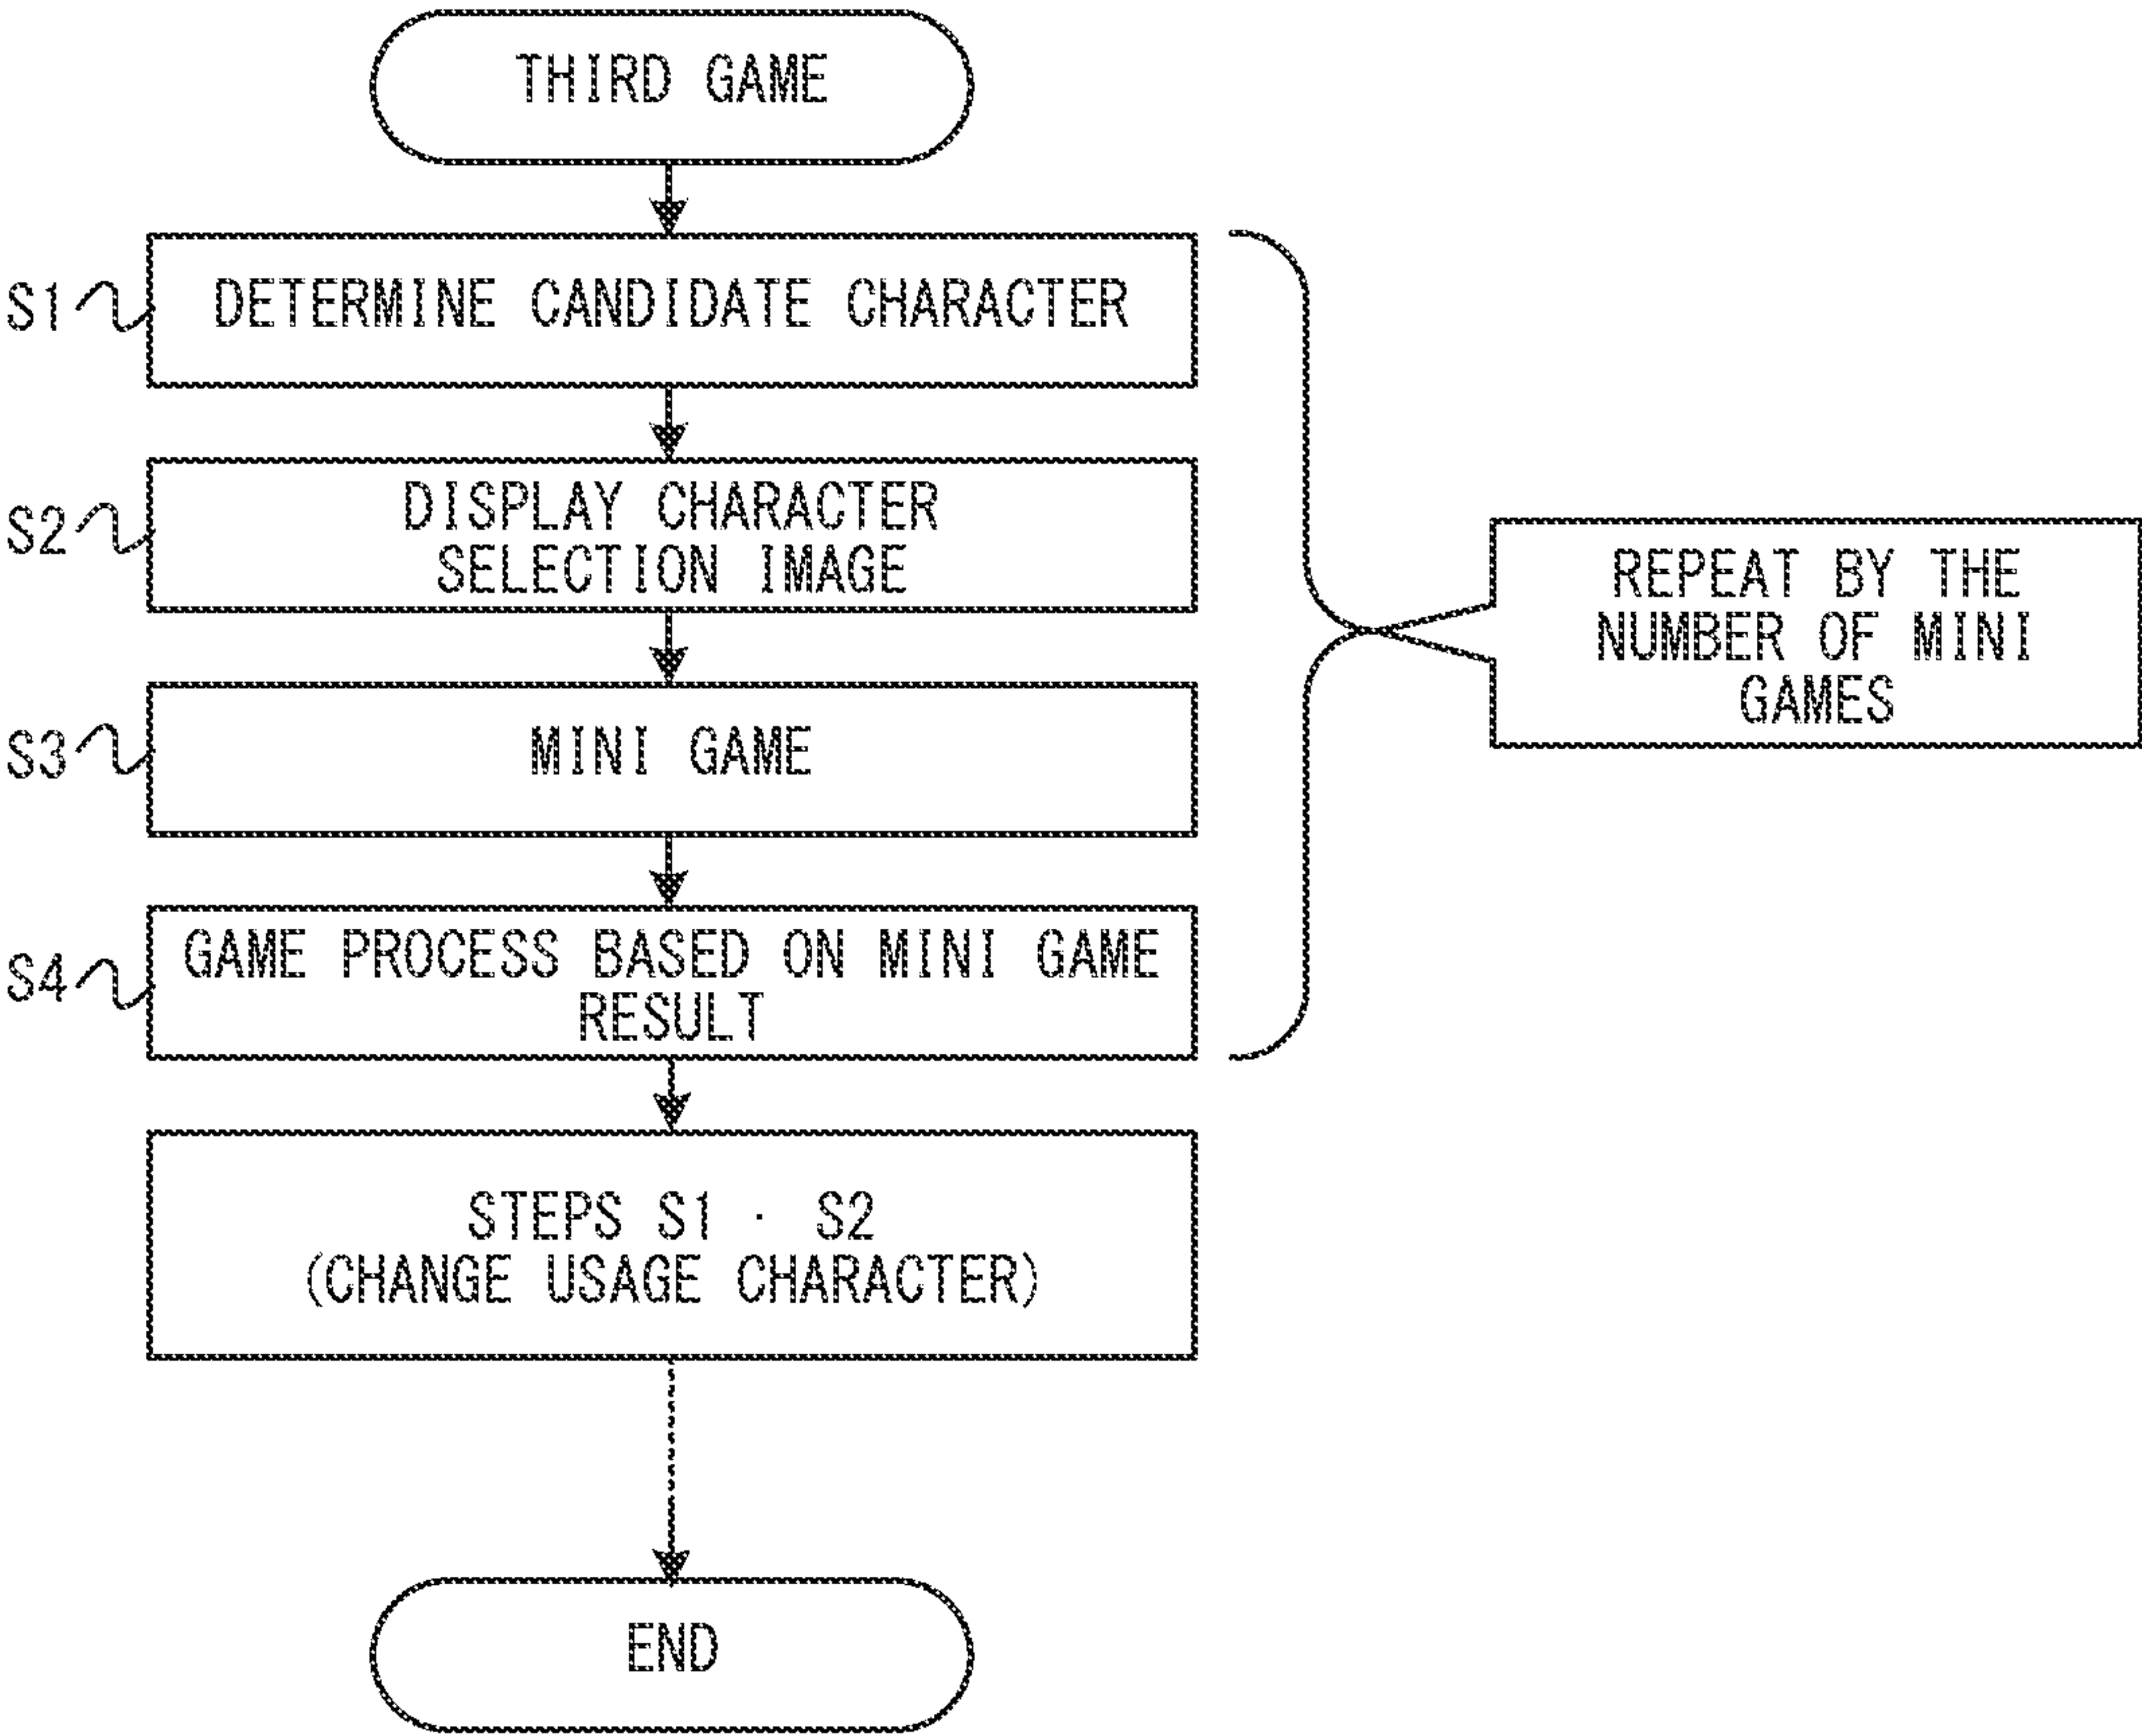 THIRD GAME
S1
DETERMINE CANDIDATE CHARACTER
S2
DISPLAY CHARACTER
SELECTION IMAGE
REPEAT BY THE
NUMBER OF MINI
GAMES
S3
MINI GAME
S4
GAME PROCESS BASED ON MINI GAME
RESULT
STEPS S1 · S2
(CHANGE USAGE CHARACTER)
END